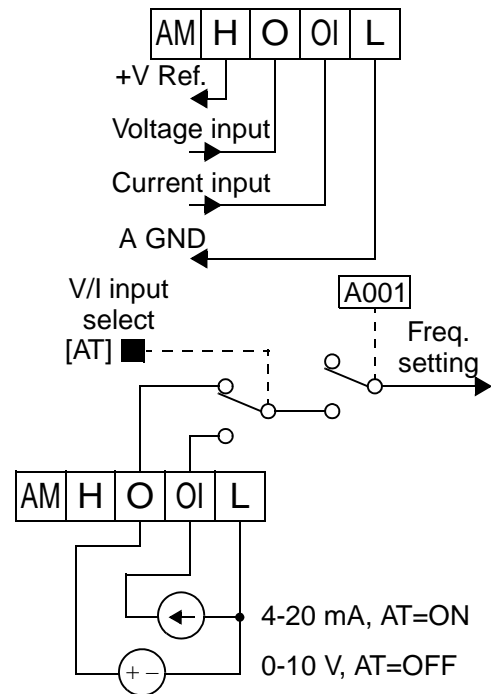 AM H O OI L
+V Ref.
Voltage input
Current input
A GND
V/I input
select
[AT]
A001
Freq.
setting
AM H O OI L
4-20 mA, AT=ON
+ -
0-10 V, AT=OFF